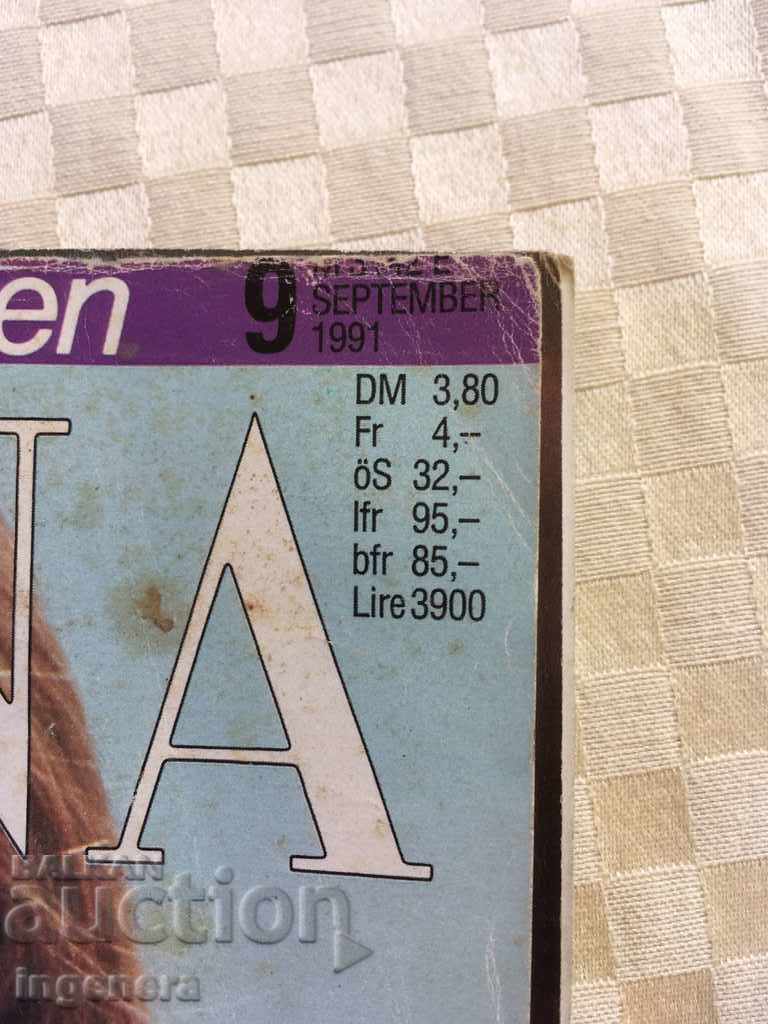 en 9
SEPTEMBER
1991
DM 3,80
Fr 4,–
öS 32,–
lfr 95,–
bfr 85,–
Lire 3900
NA
BALKAN
auction
ingenera